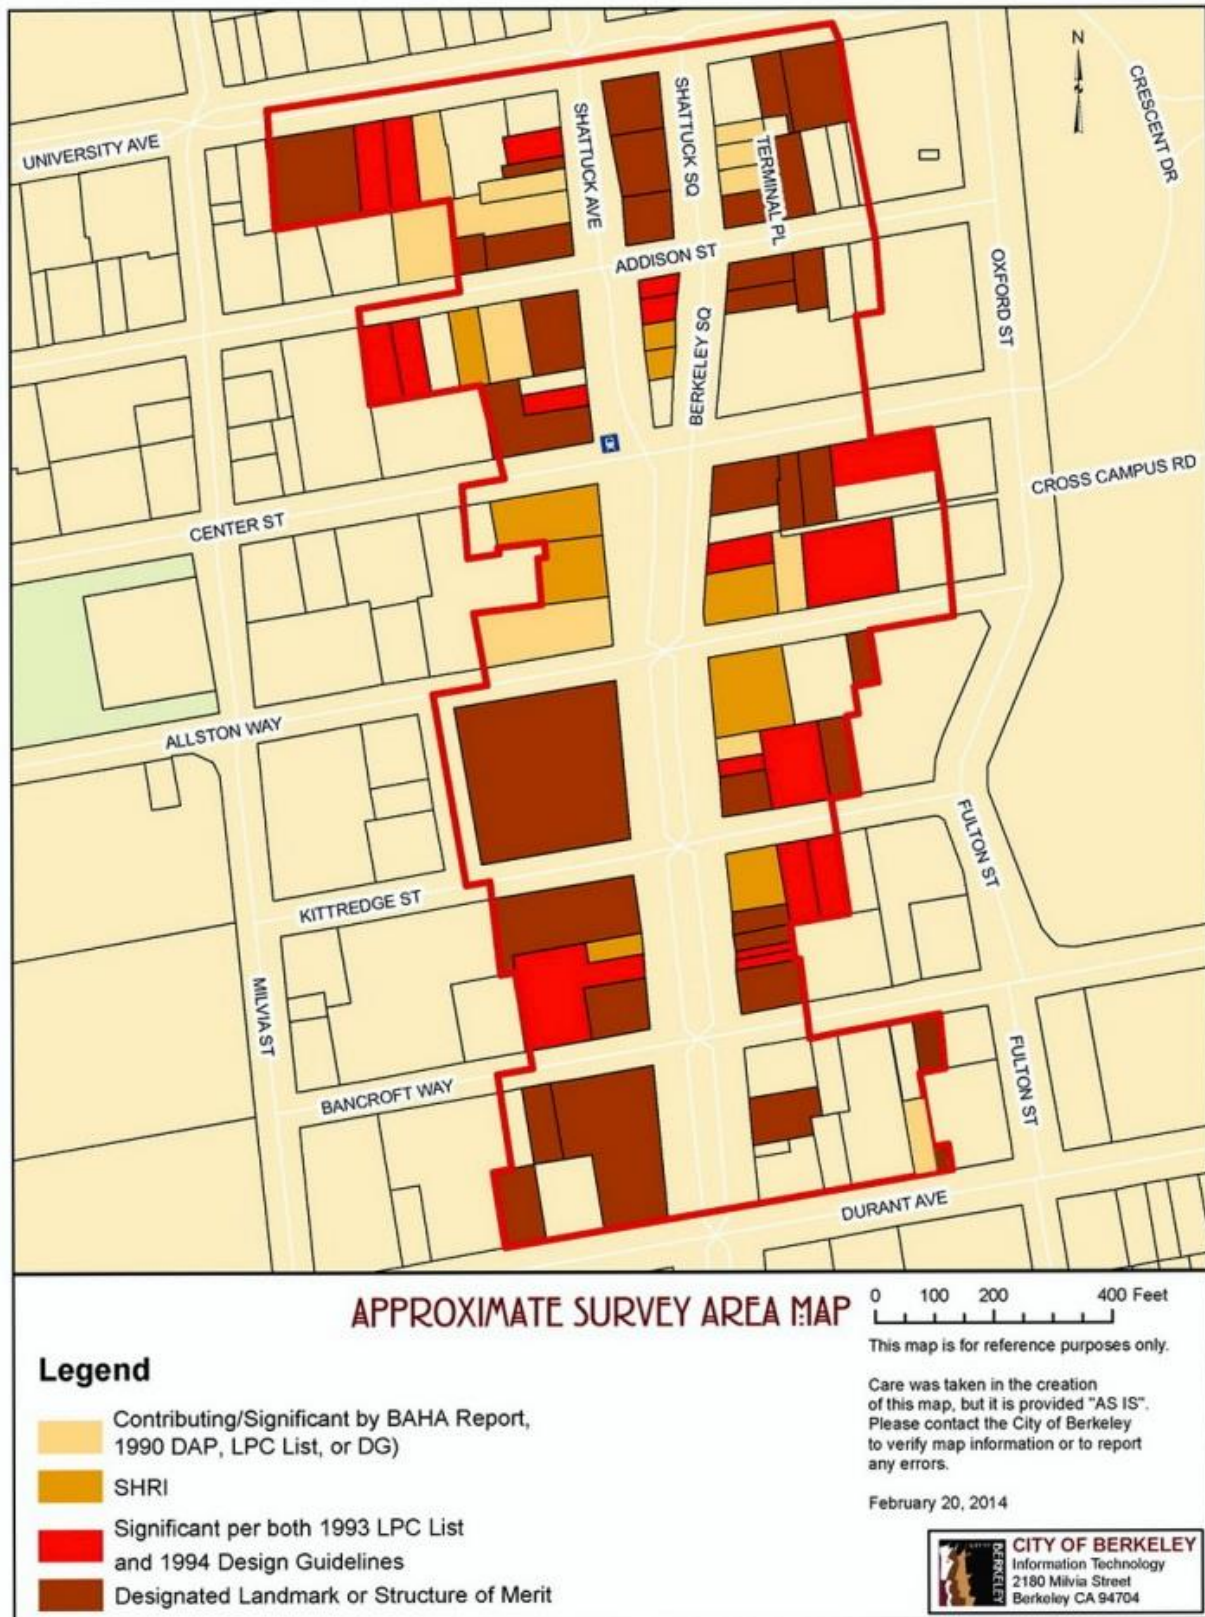 N
CRESCENT DR
UNIVERSITY AVE
SHATTUCK AVE
SHATTUCK SQ
TERMINAL PL
ADDISON ST
OXFORD ST
BERKELEY SQ
CROSS CAMPUS RD
CENTER ST
ALLSTON WAY
FULTON ST
KITTREDGE ST
MILVIA ST
BANCROFT WAY
FULTON ST
DURANT AVE
APPROXIMATE SURVEY AREA MAP
0 100 200 400 Feet
This map is for reference purposes only.
Care was taken in the creation
of this map, but it is provided "AS IS".
Please contact the City of Berkeley
to verify map information or to report
any errors.
February 20, 2014
Legend
Contributing/Significant by BAHA Report,
1990 DAP, LPC List, or DG)
SHRI
Significant per both 1993 LPC List
and 1994 Design Guidelines
Designated Landmark or Structure of Merit
BERKELEY
CITY OF BERKELEY
Information Technology
2180 Milvia Street
Berkeley CA 94704